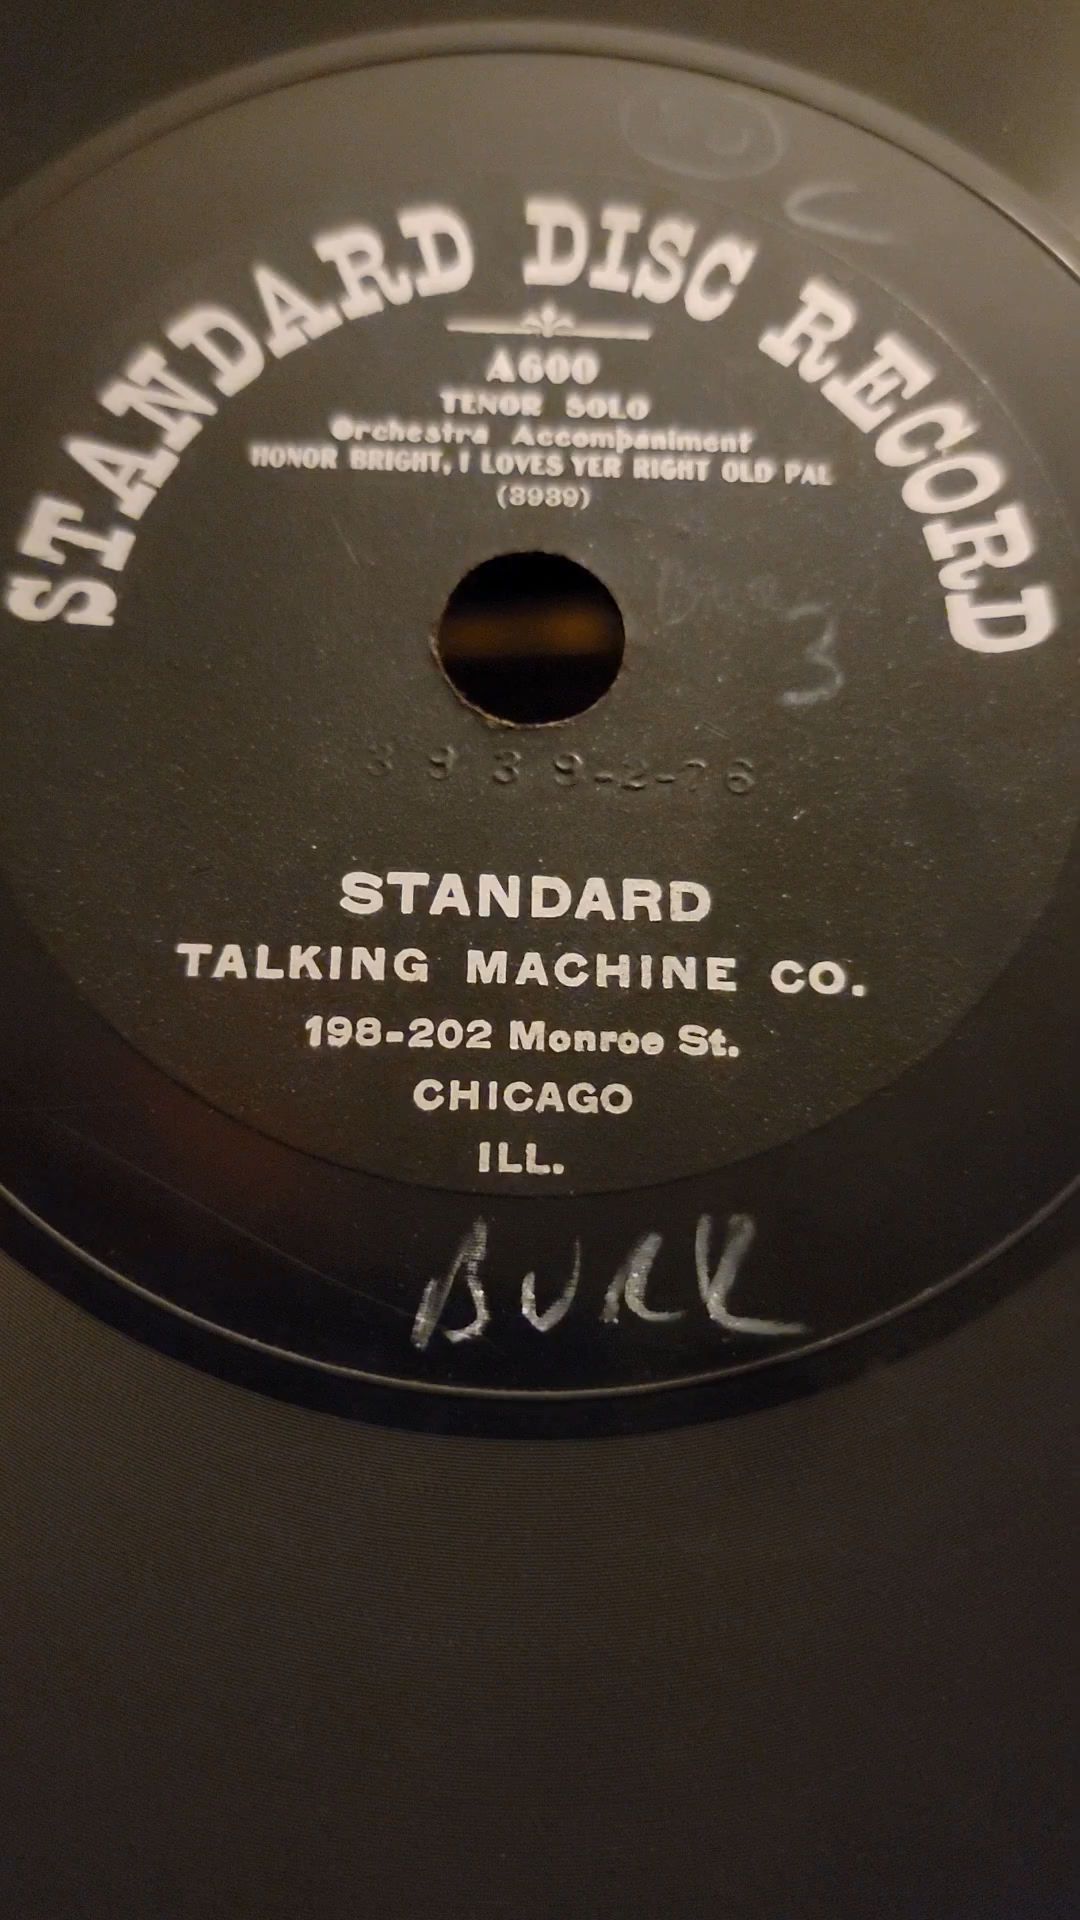 STANDARD DISC RECORD
A600
TENOR SOLO
Orchestra Accompaniment
HONOR BRIGHT, I LOVES YER RIGHT OLD PAL
(3939)
3
3939-2-76
STANDARD
TALKING MACHINE CO.
198-202 Monroe St.
CHICAGO
ILL.
BURR